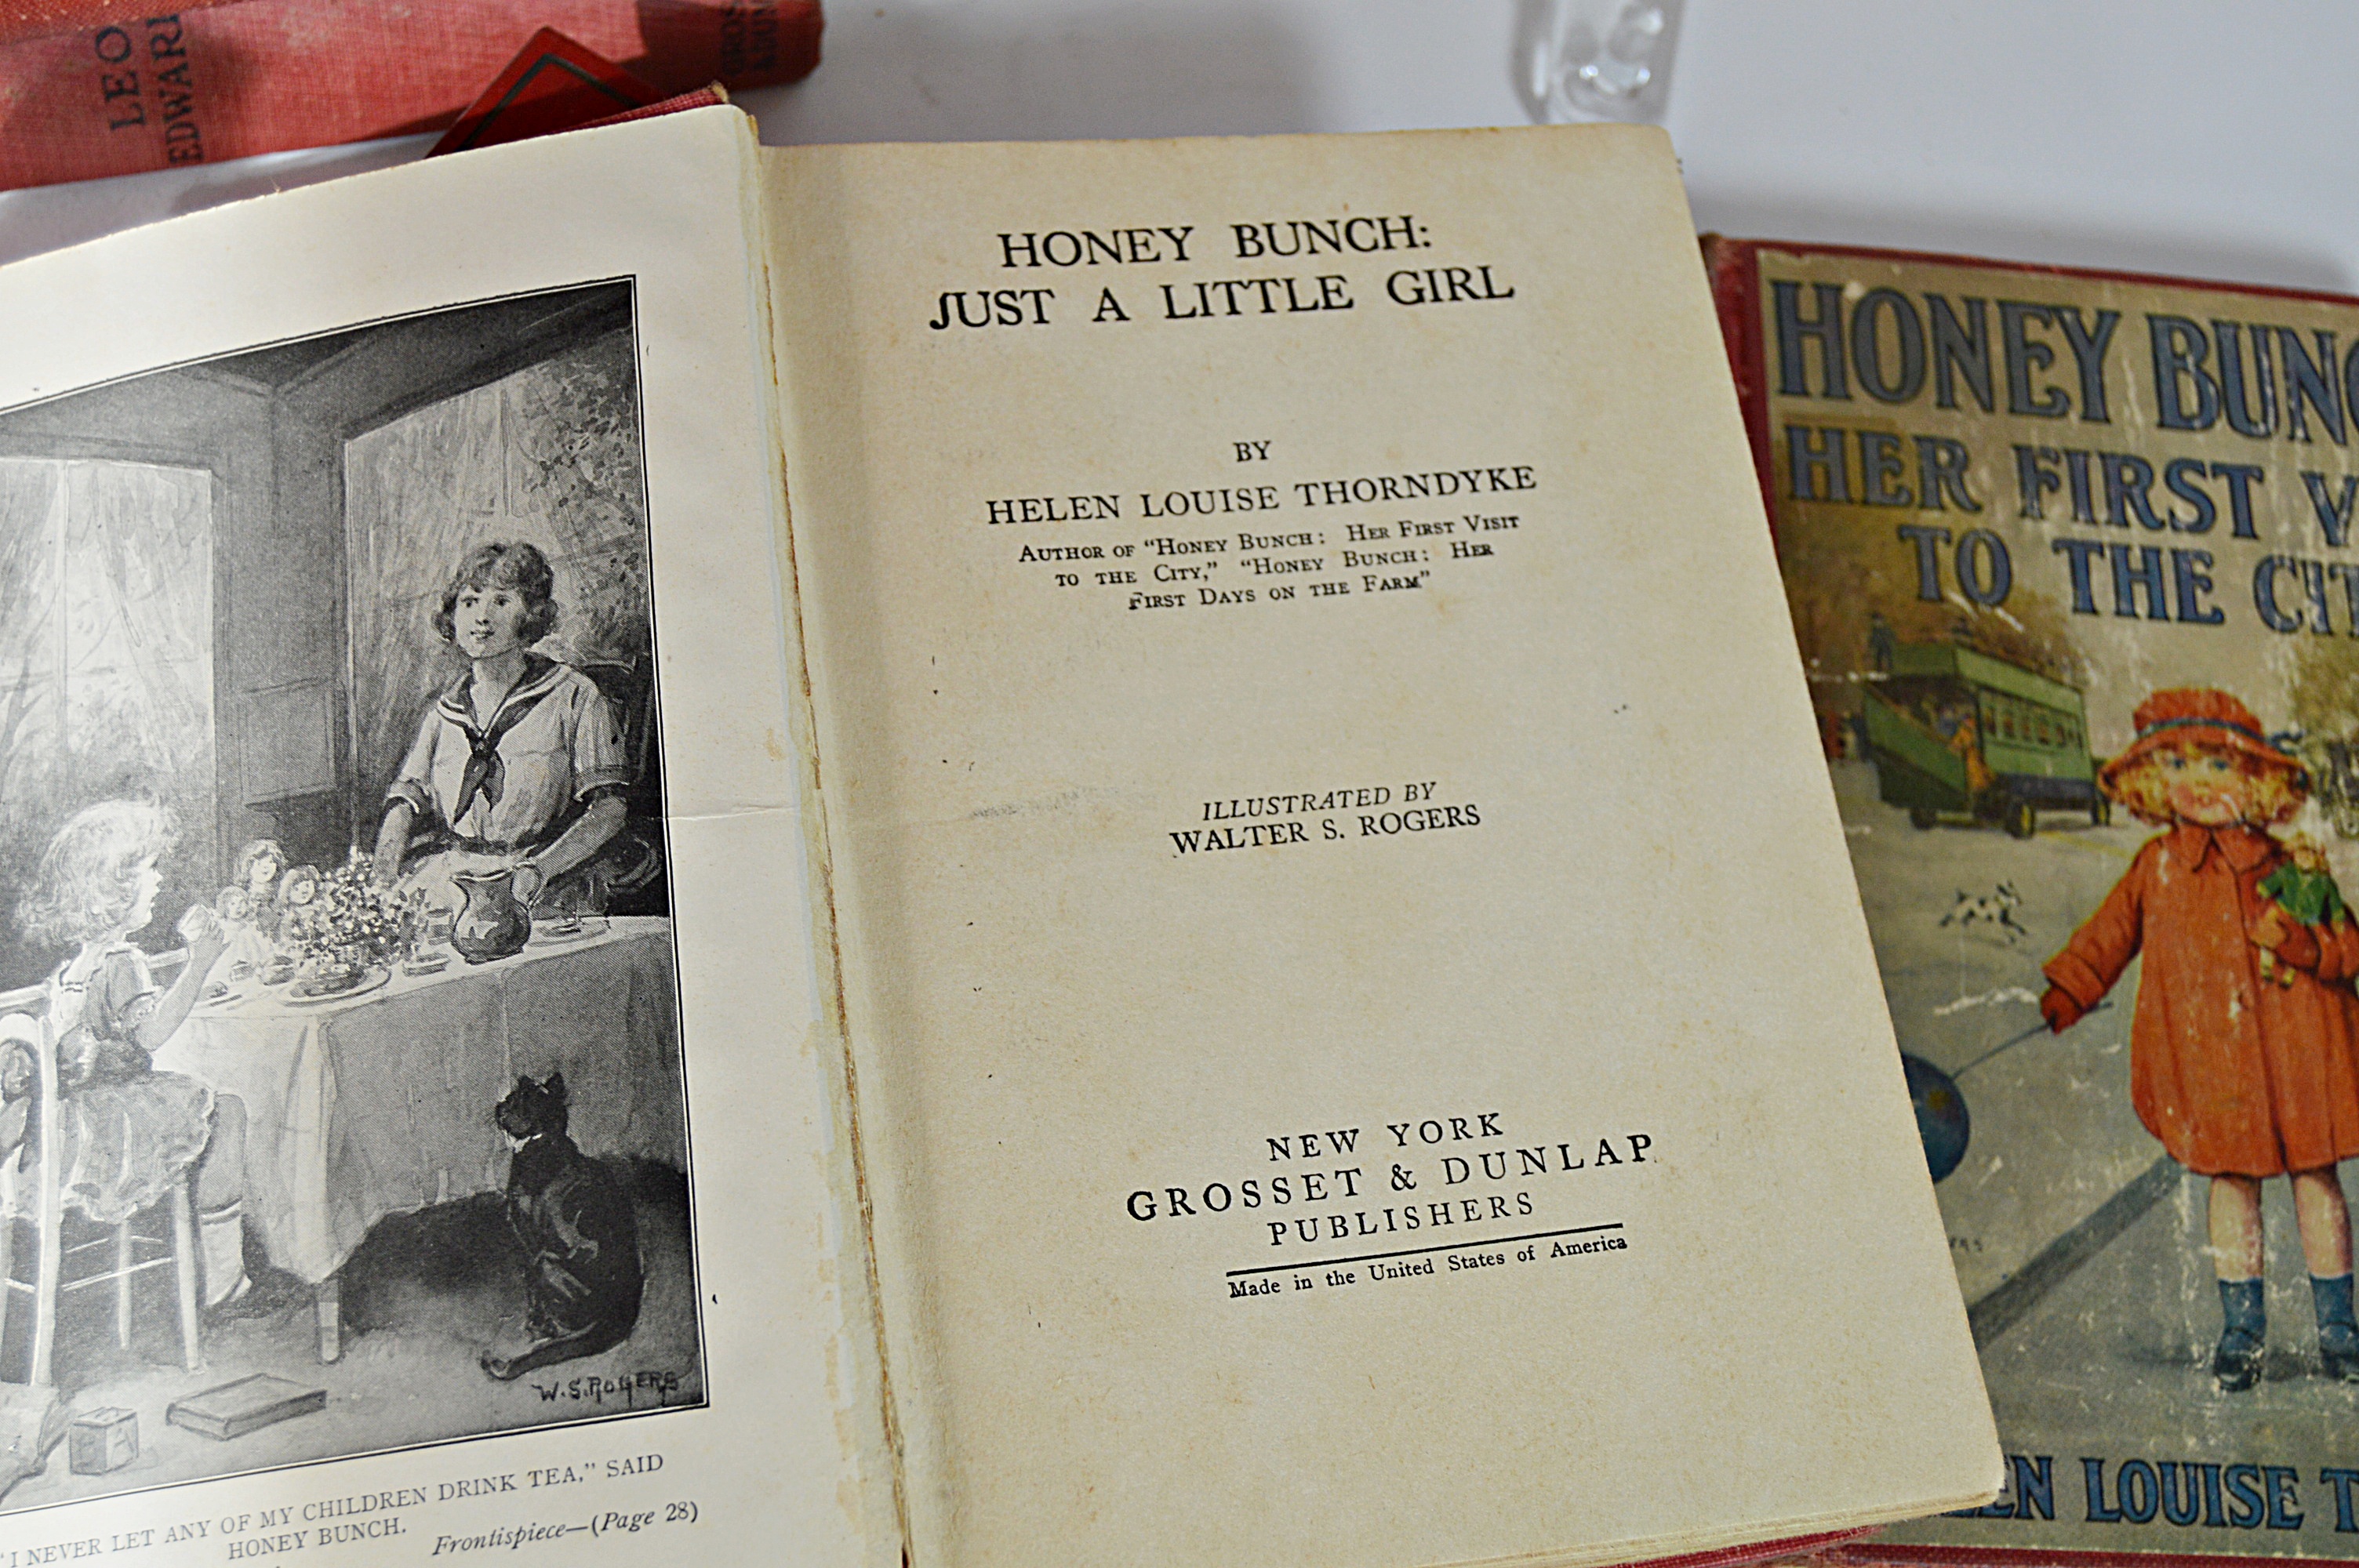 LEO
EDWARD
HONEY BUNCH:
JUST A LITTLE GIRL
BY
HELEN LOUISE THORNDYKE
AUTHOR OF “HONEY BUNCH: HER FIRST VISIT
TO THE CITY,” “HONEY BUNCH: HER
FIRST DAYS ON THE FARM”
ILLUSTRATED BY
WALTER S. ROGERS
NEW YORK
GROSSET & DUNLAP
PUBLISHERS
Made in the United States of America
W.S.ROGERS
"I NEVER LET ANY OF MY CHILDREN DRINK TEA," SAID
HONEY BUNCH.
Frontispiece—(Page 28)
A
HONEY BUNC
HER FIRST V
TO THE CIT
EN LOUISE T